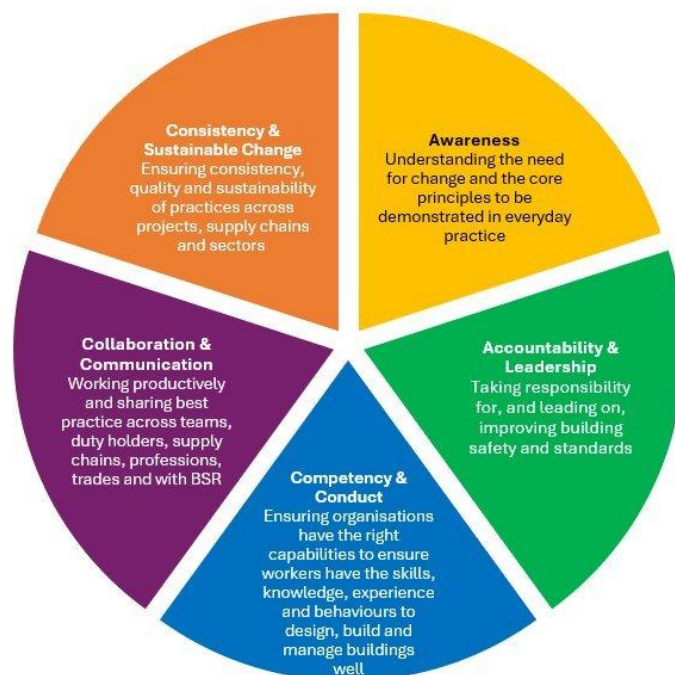 Consistency &
Sustainable Change
Ensuring consistency,
quality and sustainability
of practices across
projects, supply chains
and sectors
Awareness
Understanding the need
for change and the core
principles to be
demonstrated in everyday
practice
Accountability &
Leadership
Taking responsibility
for, and leading on,
improving building
safety and standards
Competency &
Conduct
Ensuring organisations
have the right
capabilities to ensure
workers have the skills,
knowledge, experience
and behaviours to
design, build and
manage buildings
well
Collaboration &
Communication
Working productively
and sharing best
practice across teams,
duty holders, supply
chains, professions,
trades and with BSR